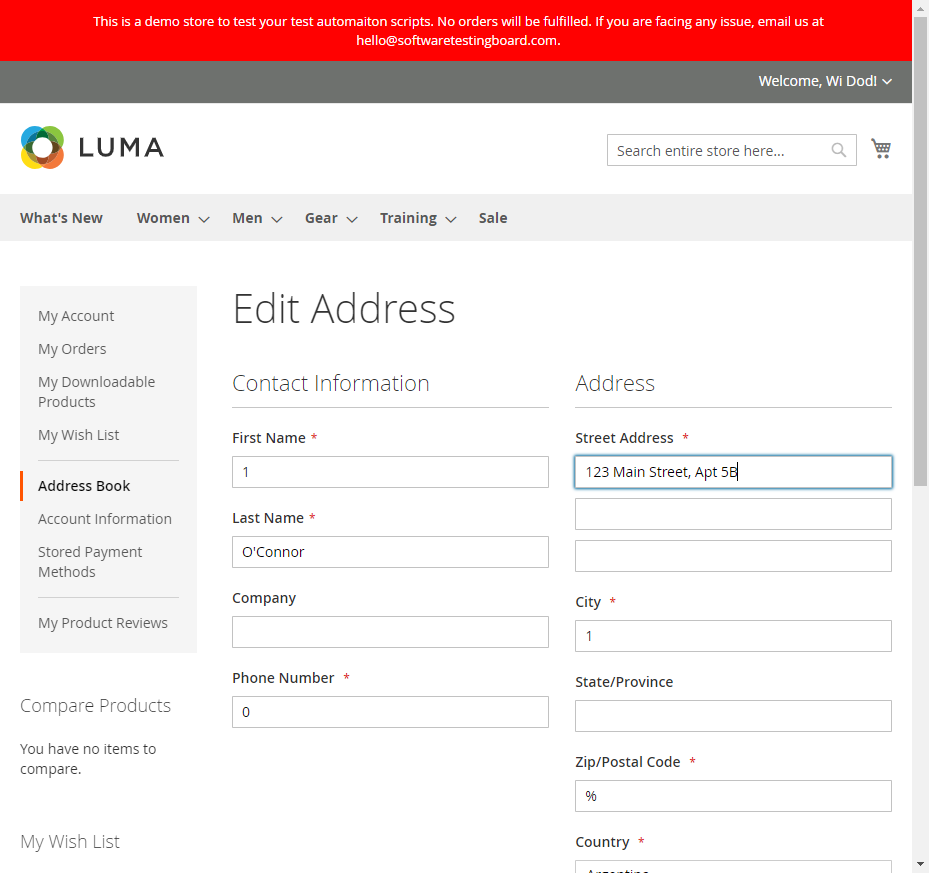 This is a demo store to test your test automaiton scripts. No orders will be fulfilled. If you are facing any issue, email us at
hello@softwaretestingboard.com.
Welcome, Wi Dod!
LUMA
Search entire store here...
What's New Women Men Gear Training Sale
My Account
My Orders
My Downloadable
Products
My Wish List
Address Book
Account Information
Stored Payment
Methods
My Product Reviews
Compare Products
You have no items to
compare.
My Wish List
Edit Address
Contact Information
First Name *
1
Last Name *
O'Connor
Company
Phone Number *
0
Address
Street Address *
123 Main Street, Apt 5B
City *
1
State/Province
Zip/Postal Code *
%
Country *